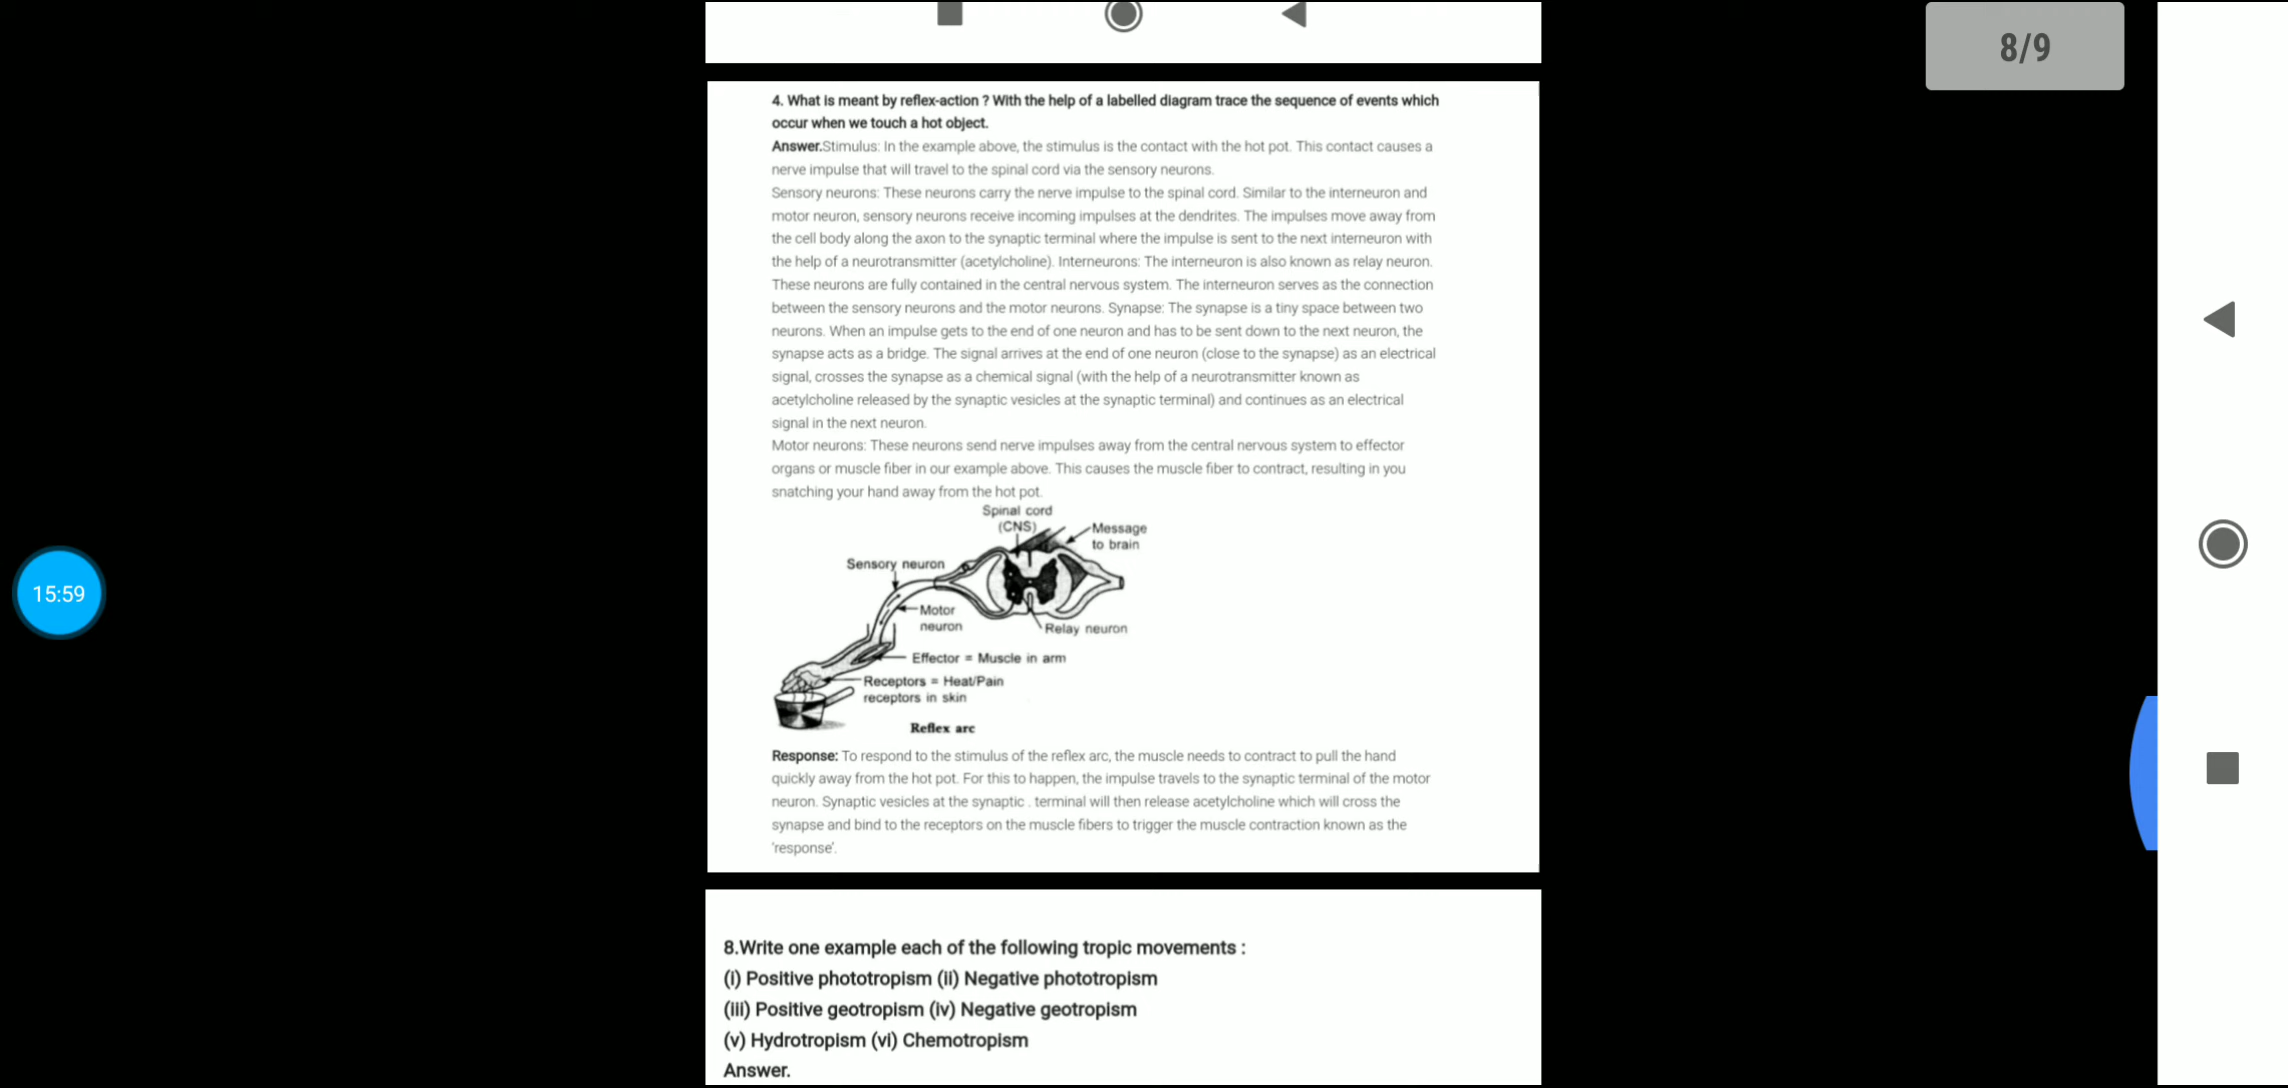 8/9
4. What is meant by reflex-action ? With the help of a labelled diagram trace the sequence of events which
occur when we touch a hot object.
Answer.Stimulus: In the example above, the stimulus is the contact with the hot pot. This contact causes a
nerve impulse that will travel to the spinal cord via the sensory neurons.
Sensory neurons: These neurons carry the nerve impulse to the spinal cord. Similar to the interneuron and
motor neuron, sensory neurons receive incoming impulses at the dendrites. The impulses move away from
the cell body along the axon to the synaptic terminal where the impulse is sent to the next interneuron with
the help of a neurotransmitter (acetylcholine). Interneurons: The interneuron is also known as relay neuron.
These neurons are fully contained in the central nervous system. The interneuron serves as the connection
between the sensory neurons and the motor neurons. Synapse: The synapse is a tiny space between two
neurons. When an impulse gets to the end of one neuron and has to be sent down to the next neuron, the
synapse acts as a bridge. The signal arrives at the end of one neuron (close to the synapse) as an electrical
signal, crosses the synapse as a chemical signal (with the help of a neurotransmitter known as
acetylcholine released by the synaptic vesicles at the synaptic terminal) and continues as an electrical
signal in the next neuron.
Motor neurons: These neurons send nerve impulses away from the central nervous system to effector
organs or muscle fiber in our example above. This causes the muscle fiber to contract, resulting in you
snatching your hand away from the hot pot.
Spinal cord
(CNS)
Message
to brain
Sensory neuron
Motor
neuron
Relay neuron
Effector = Muscle in arm
Receptors = Heat/Pain
receptors in skin
Reflex arc
Response: To respond to the stimulus of the reflex arc, the muscle needs to contract to pull the hand
quickly away from the hot pot. For this to happen, the impulse travels to the synaptic terminal of the motor
neuron. Synaptic vesicles at the synaptic . terminal will then release acetylcholine which will cross the
synapse and bind to the receptors on the muscle fibers to trigger the muscle contraction known as the
'response'.
15:59
8.Write one example each of the following tropic movements :
(i) Positive phototropism (ii) Negative phototropism
(iii) Positive geotropism (iv) Negative geotropism
(v) Hydrotropism (vi) Chemotropism
Answer.